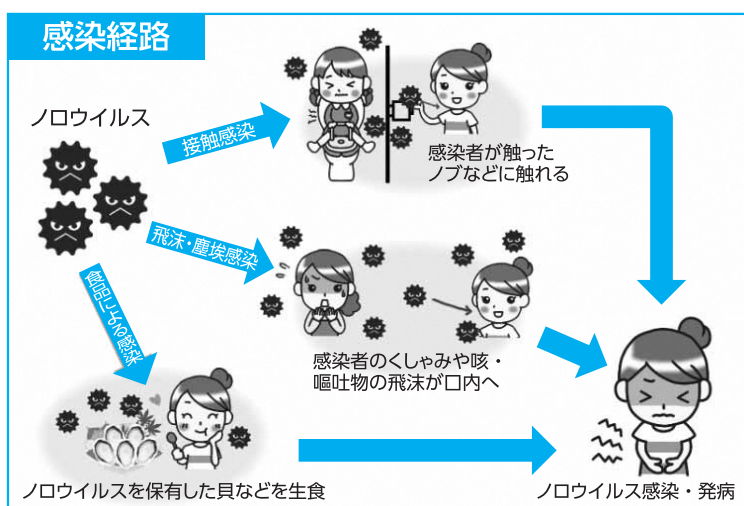 感染経路
ノロウイルス
接触感染
感染者が触った
ノブなどに触れる
飛沫・塵埃感染
感染者のくしゃみや咳・
嘔吐物の飛沫が口内へ
食品による感染
ノロウイルスを保有した貝などを生食
ノロウイルス感染・発病